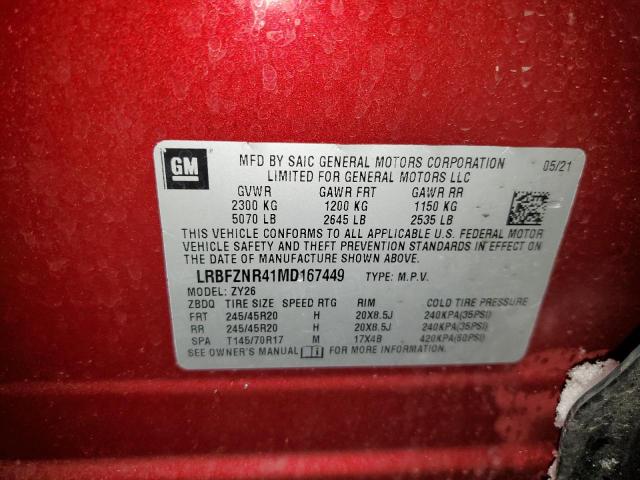 GM
MFD BY SAIC GENERAL MOTORS CORPORATION 05/21
LIMITED FOR GENERAL MOTORS LLC
GVWR GAWR FRT GAWR RR
2300 KG 1200 KG 1150 KG
5070 LB 2645 LB 2535 LB
THIS VEHICLE CONFORMS TO ALL APPLICABLE U.S. FEDERAL MOTOR
VEHICLE SAFETY AND THEFT PREVENTION STANDARDS IN EFFECT ON
THE DATE OF MANUFACTURE SHOWN ABOVE.
LRBFZNR41MD167449 TYPE: M.P.V.
MODEL: ZY26
ZBDQ TIRE SIZE SPEED RTG RIM COLD TIRE PRESSURE
FRT 245/45R20 H 20X8.5J 240KPA(35PSI)
RR 245/45R20 H 20X8.5J 240KPA(35PSI)
SPA T145/70R17 M 17X4B 420KPA(60PSI)
SEE OWNER'S MANUAL FOR MORE INFORMATION.